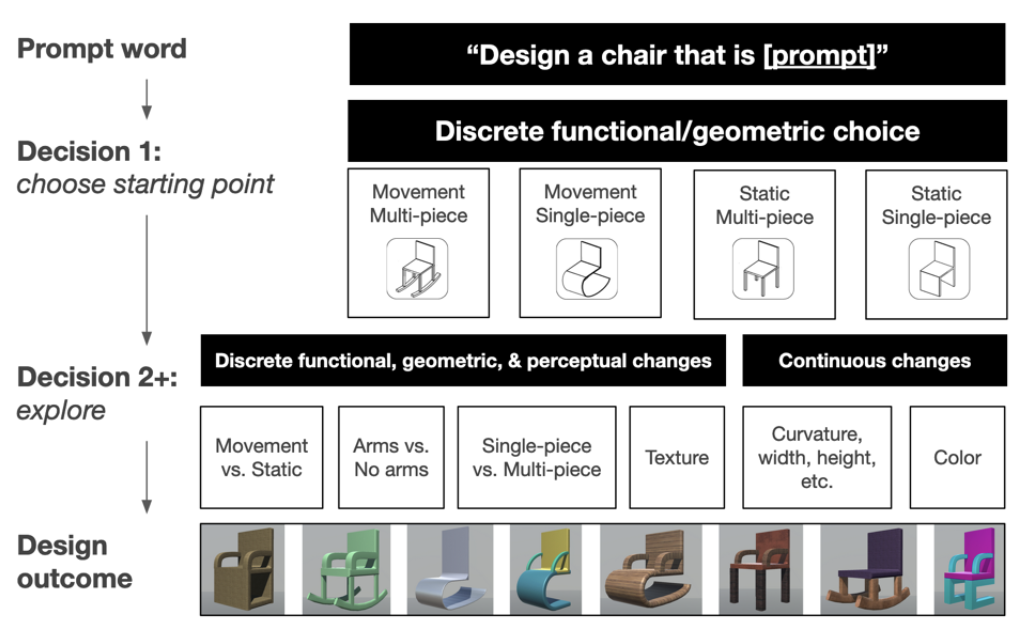 Prompt word
“Design a chair that is [prompt]”
Decision 1:
choose starting point
Discrete functional/geometric choice
Movement
Multi-piece
Movement
Single-piece
Static
Multi-piece
Static
Single-piece
Decision 2+:
explore
Discrete functional, geometric, & perceptual changes
Continuous changes
Movement
vs. Static
Arms vs.
No arms
Single-piece
vs. Multi-piece
Texture
Curvature,
width, height,
etc.
Color
Design
outcome